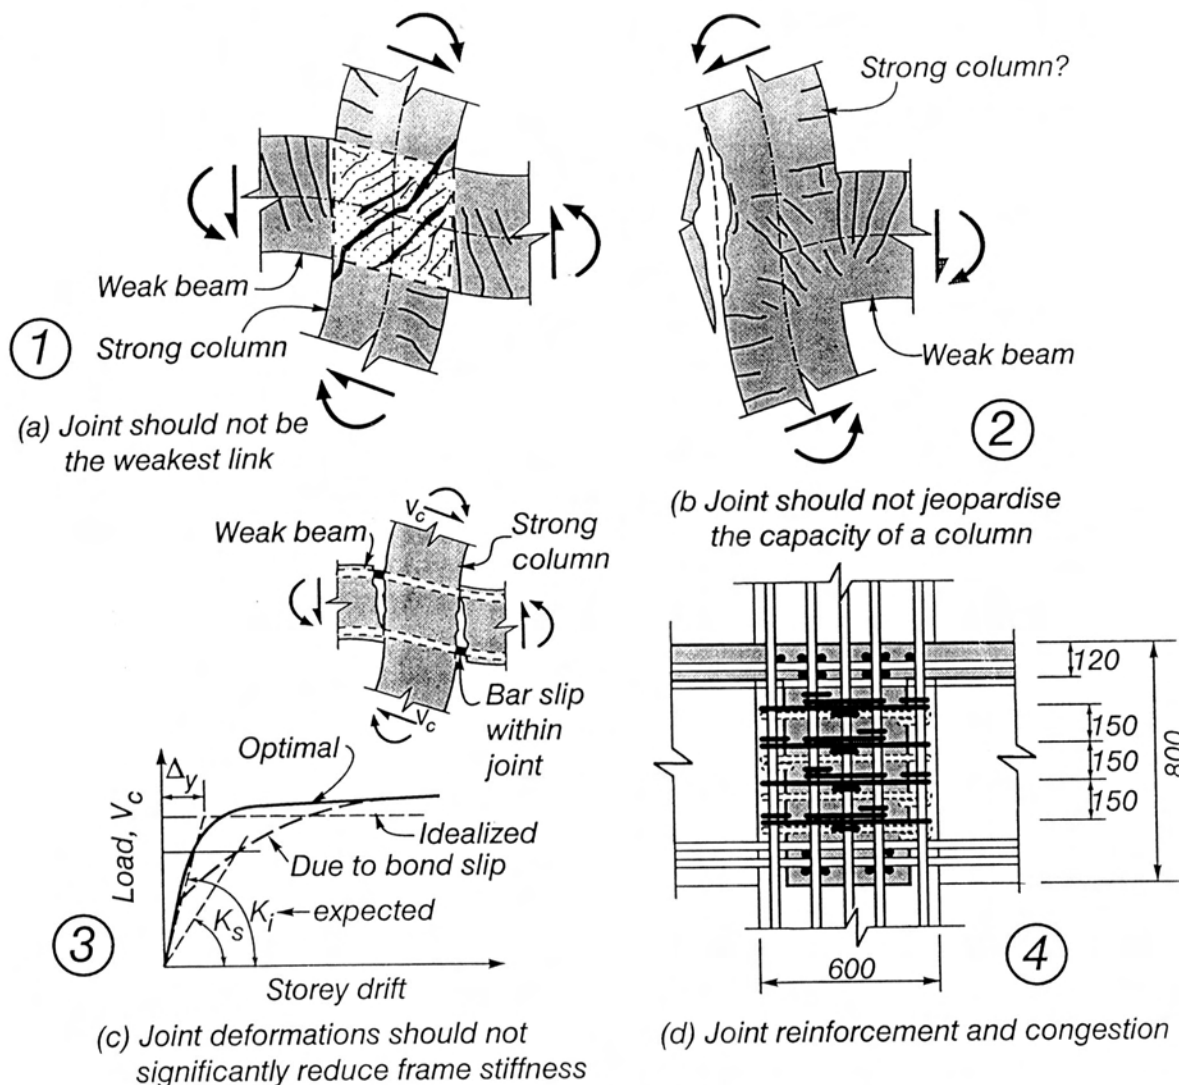 Strong column?
Weak beam
Strong column
1
(a) Joint should not be
the weakest link
Weak beam
2
(b Joint should not jeopardise
the capacity of a column
Vc
Weak beam
Strong
column
Vc
Bar slip
within
joint
Optimal
Δy
Load, Vc
Idealized
Due to bond slip
Ki
expected
Ks
3
Storey drift
(c) Joint deformations should not
significantly reduce frame stiffness
120
150
150
150
800
600
4
(d) Joint reinforcement and congestion